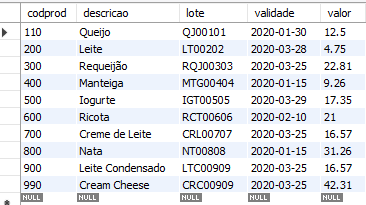 codprod descricao lote validade valor
110 Queijo QJ00101 2020-01-30 12.5
200 Leite LT00202 2020-03-28 4.75
300 Requeijão RQJ00303 2020-03-25 22.81
400 Manteiga MTG00404 2020-01-15 9.26
500 Iogurte IGT00505 2020-03-29 17.35
600 Ricota RCT00606 2020-02-10 21
700 Creme de Leite CRL00707 2020-03-25 16.57
800 Nata NT00808 2020-01-15 31.26
900 Leite Condensado LTC00909 2020-03-25 16.57
990 Cream Cheese CRC00909 2020-03-25 42.31
NULL NULL NULL NULL NULL